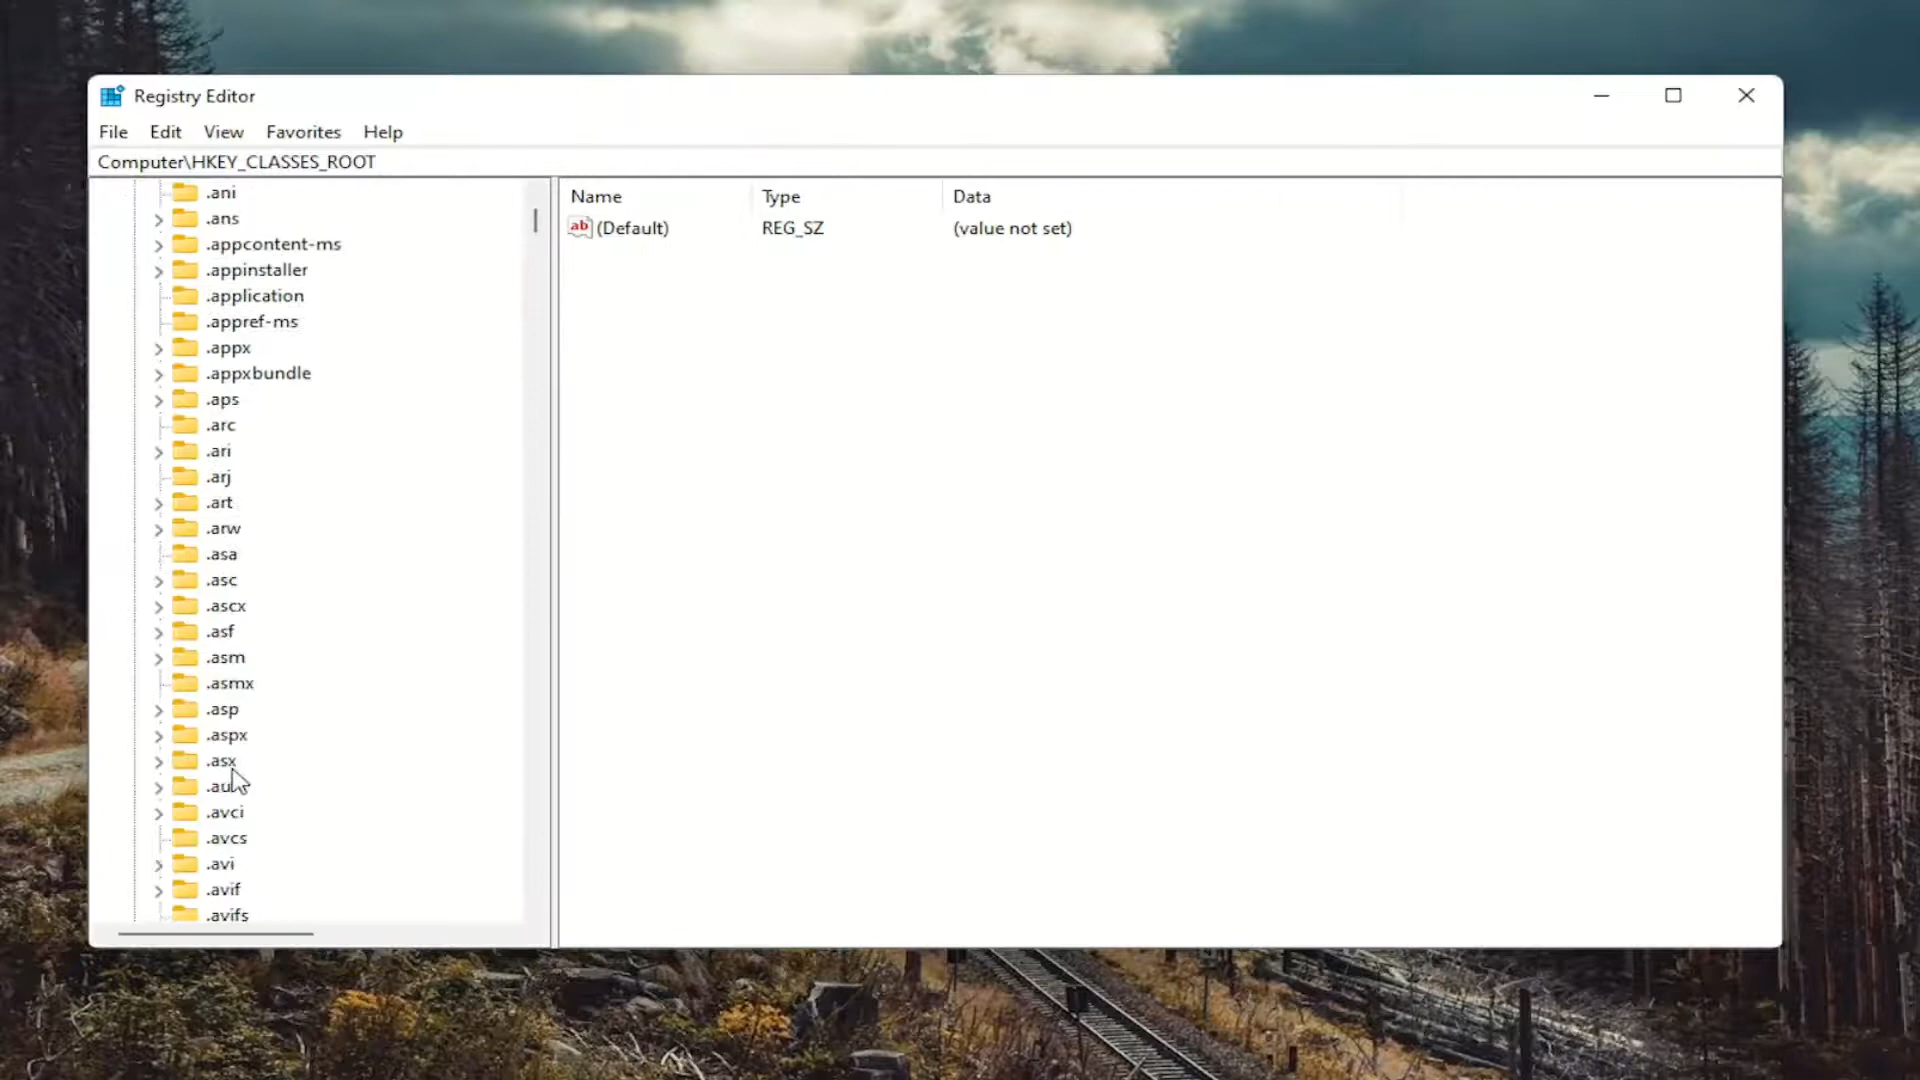 Registry Editor
File Edit View Favorites Help
Computer\HKEY_CLASSES_ROOT
Name Type Data
ab (Default) REG_SZ (value not set)
.ani
.ans
.appcontent-ms
.appinstaller
.application
.appref-ms
.appx
.appxbundle
.aps
.arc
.ari
.arj
.art
.arw
.asa
.asc
.ascx
.asf
.asm
.asmx
.asp
.aspx
.asx
.au
.avci
.avcs
.avi
.avif
.avifs